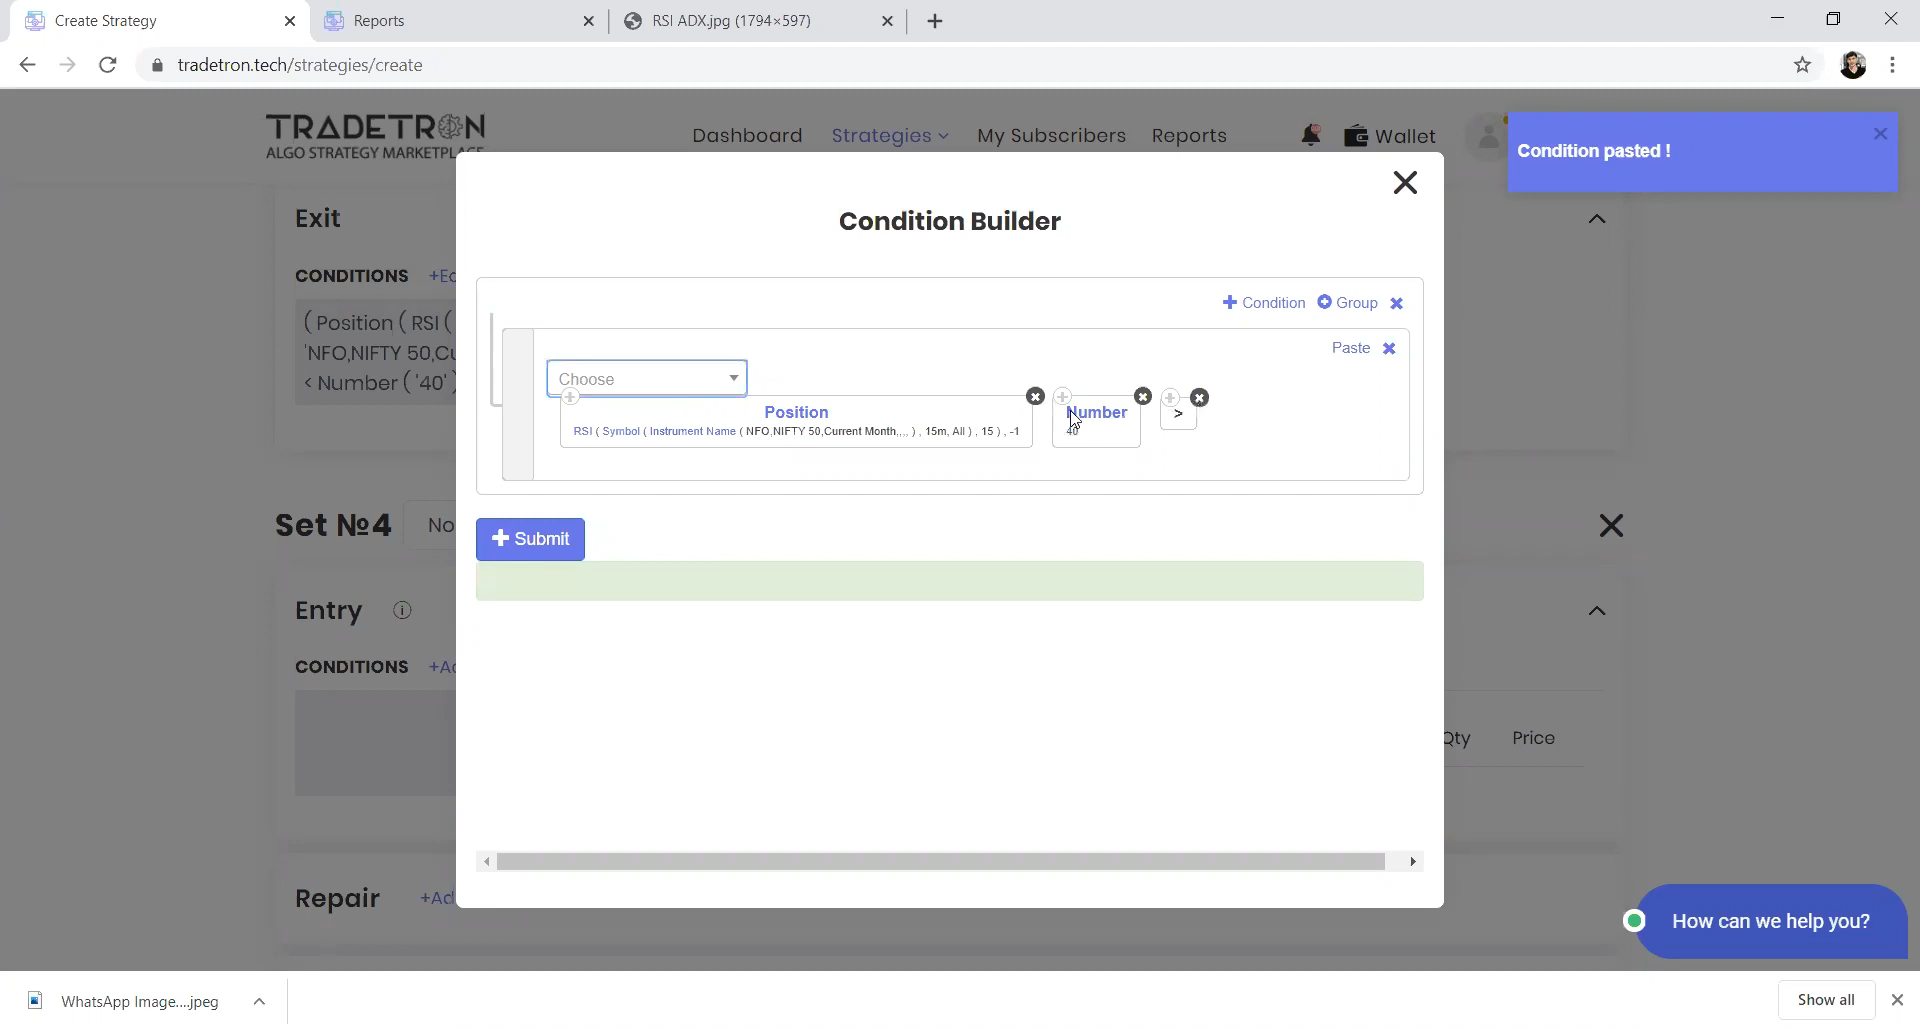 Create Strategy
Reports
RSI ADX.jpg (1794×597)
tradetron.tech/strategies/create
TRADETRON
ALGO STRATEGY MARKETPLACE
Dashboard
Strategies
My Subscribers
Reports
Wallet
Condition pasted !
Condition Builder
Exit
CONDITIONS
( Position ( RSI (
'NFO,NIFTY 50,Cu
< Number ( '40' )
Condition
Group
Paste
Choose
Position
RSI ( Symbol ( Instrument Name ( NFO,NIFTY 50,Current Month,,,, ) , 15m, All ) , 15 ) , -1
Number
40
>
Submit
Set №4
No
Entry
CONDITIONS
+Ad
Qty
Price
Repair
+Ad
How can we help you?
WhatsApp Image....jpeg
Show all